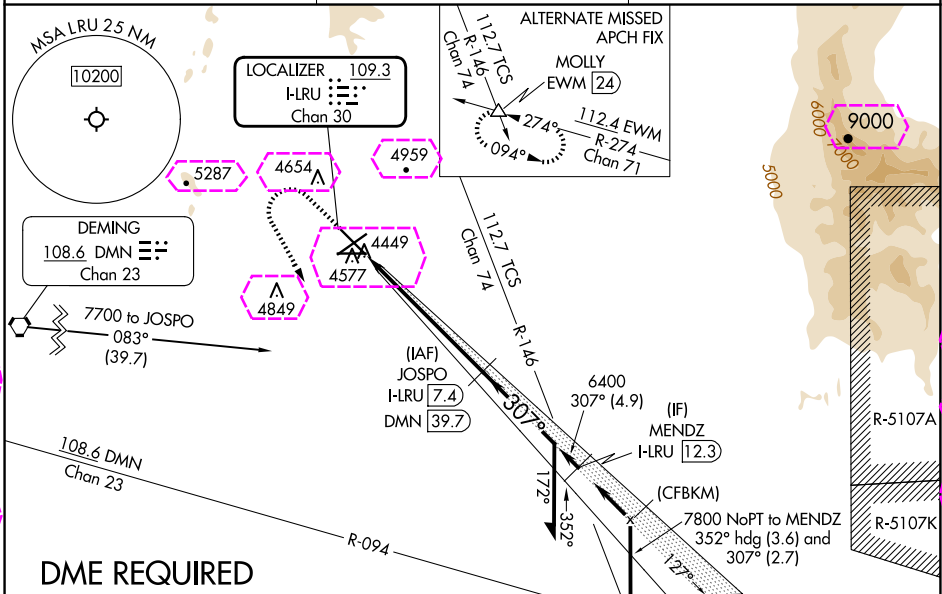 MSA LRU 25 NM
10200
LOCALIZER 109.3
I-LRU
Chan 30
ALTERNATE MISSED
APCH FIX
112.7 TCS
R-146
Chan 74
MOLLY
EWM 24
274°
094°
112.4 EWM
R-274
Chan 71
6000
7000
9000
5000
5287
4654
4959
DEMING
108.6 DMN
Chan 23
4449
4577
4849
112.7 TCS
Chan 74
R-146
7700 to JOSPO
083°
(39.7)
(IAF)
JOSPO
I-LRU 7.4
DMN 39.7
307°
6400
307° (4.9)
(IF)
MENDZ
I-LRU 12.3
R-5107A
108.6 DMN
Chan 23
R-094
172°
352°
(CFBKM)
7800 NoPT to MENDZ
352° hdg (3.6) and
307° (2.7)
127°
R-5107K
DME REQUIRED